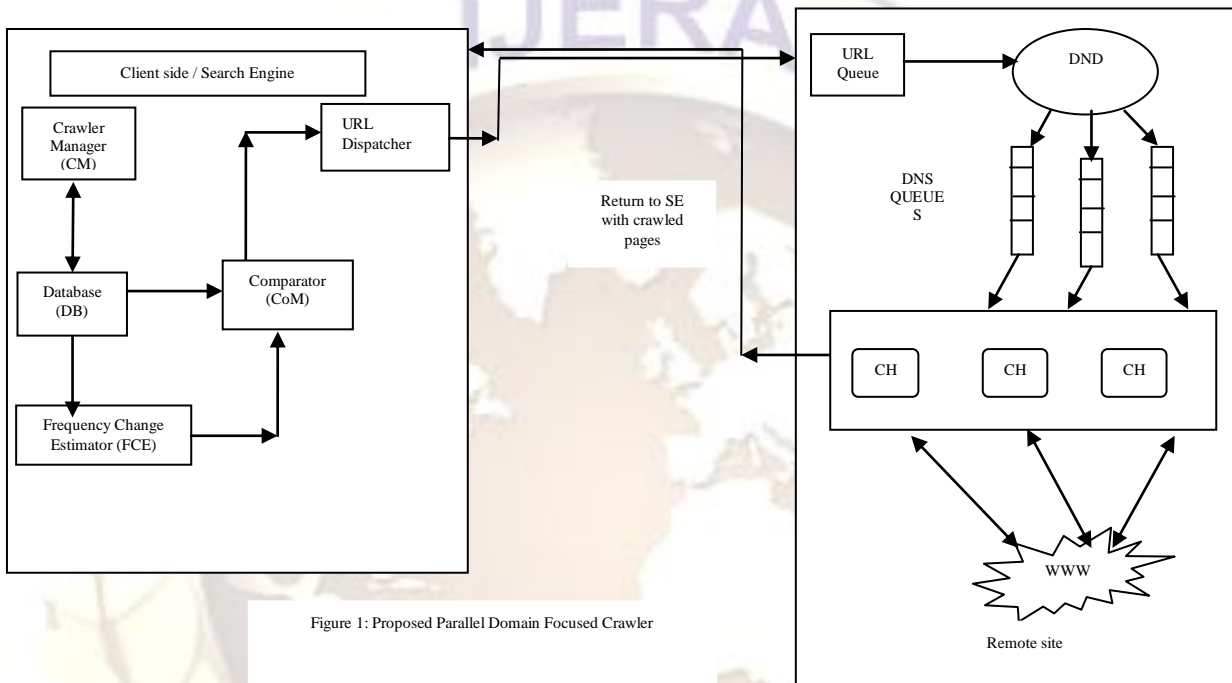 IJERA
Client side / Search Engine
Crawler
Manager
(CM)
URL
Dispatcher
Database
(DB)
Comparator
(CoM)
Frequency Change
Estimator (FCE)
Return to SE
with crawled
pages
URL
Queue
DND
DNS
QUEUE
S
CH
CH
CH
WWW
Remote site
Figure 1: Proposed Parallel Domain Focused Crawler